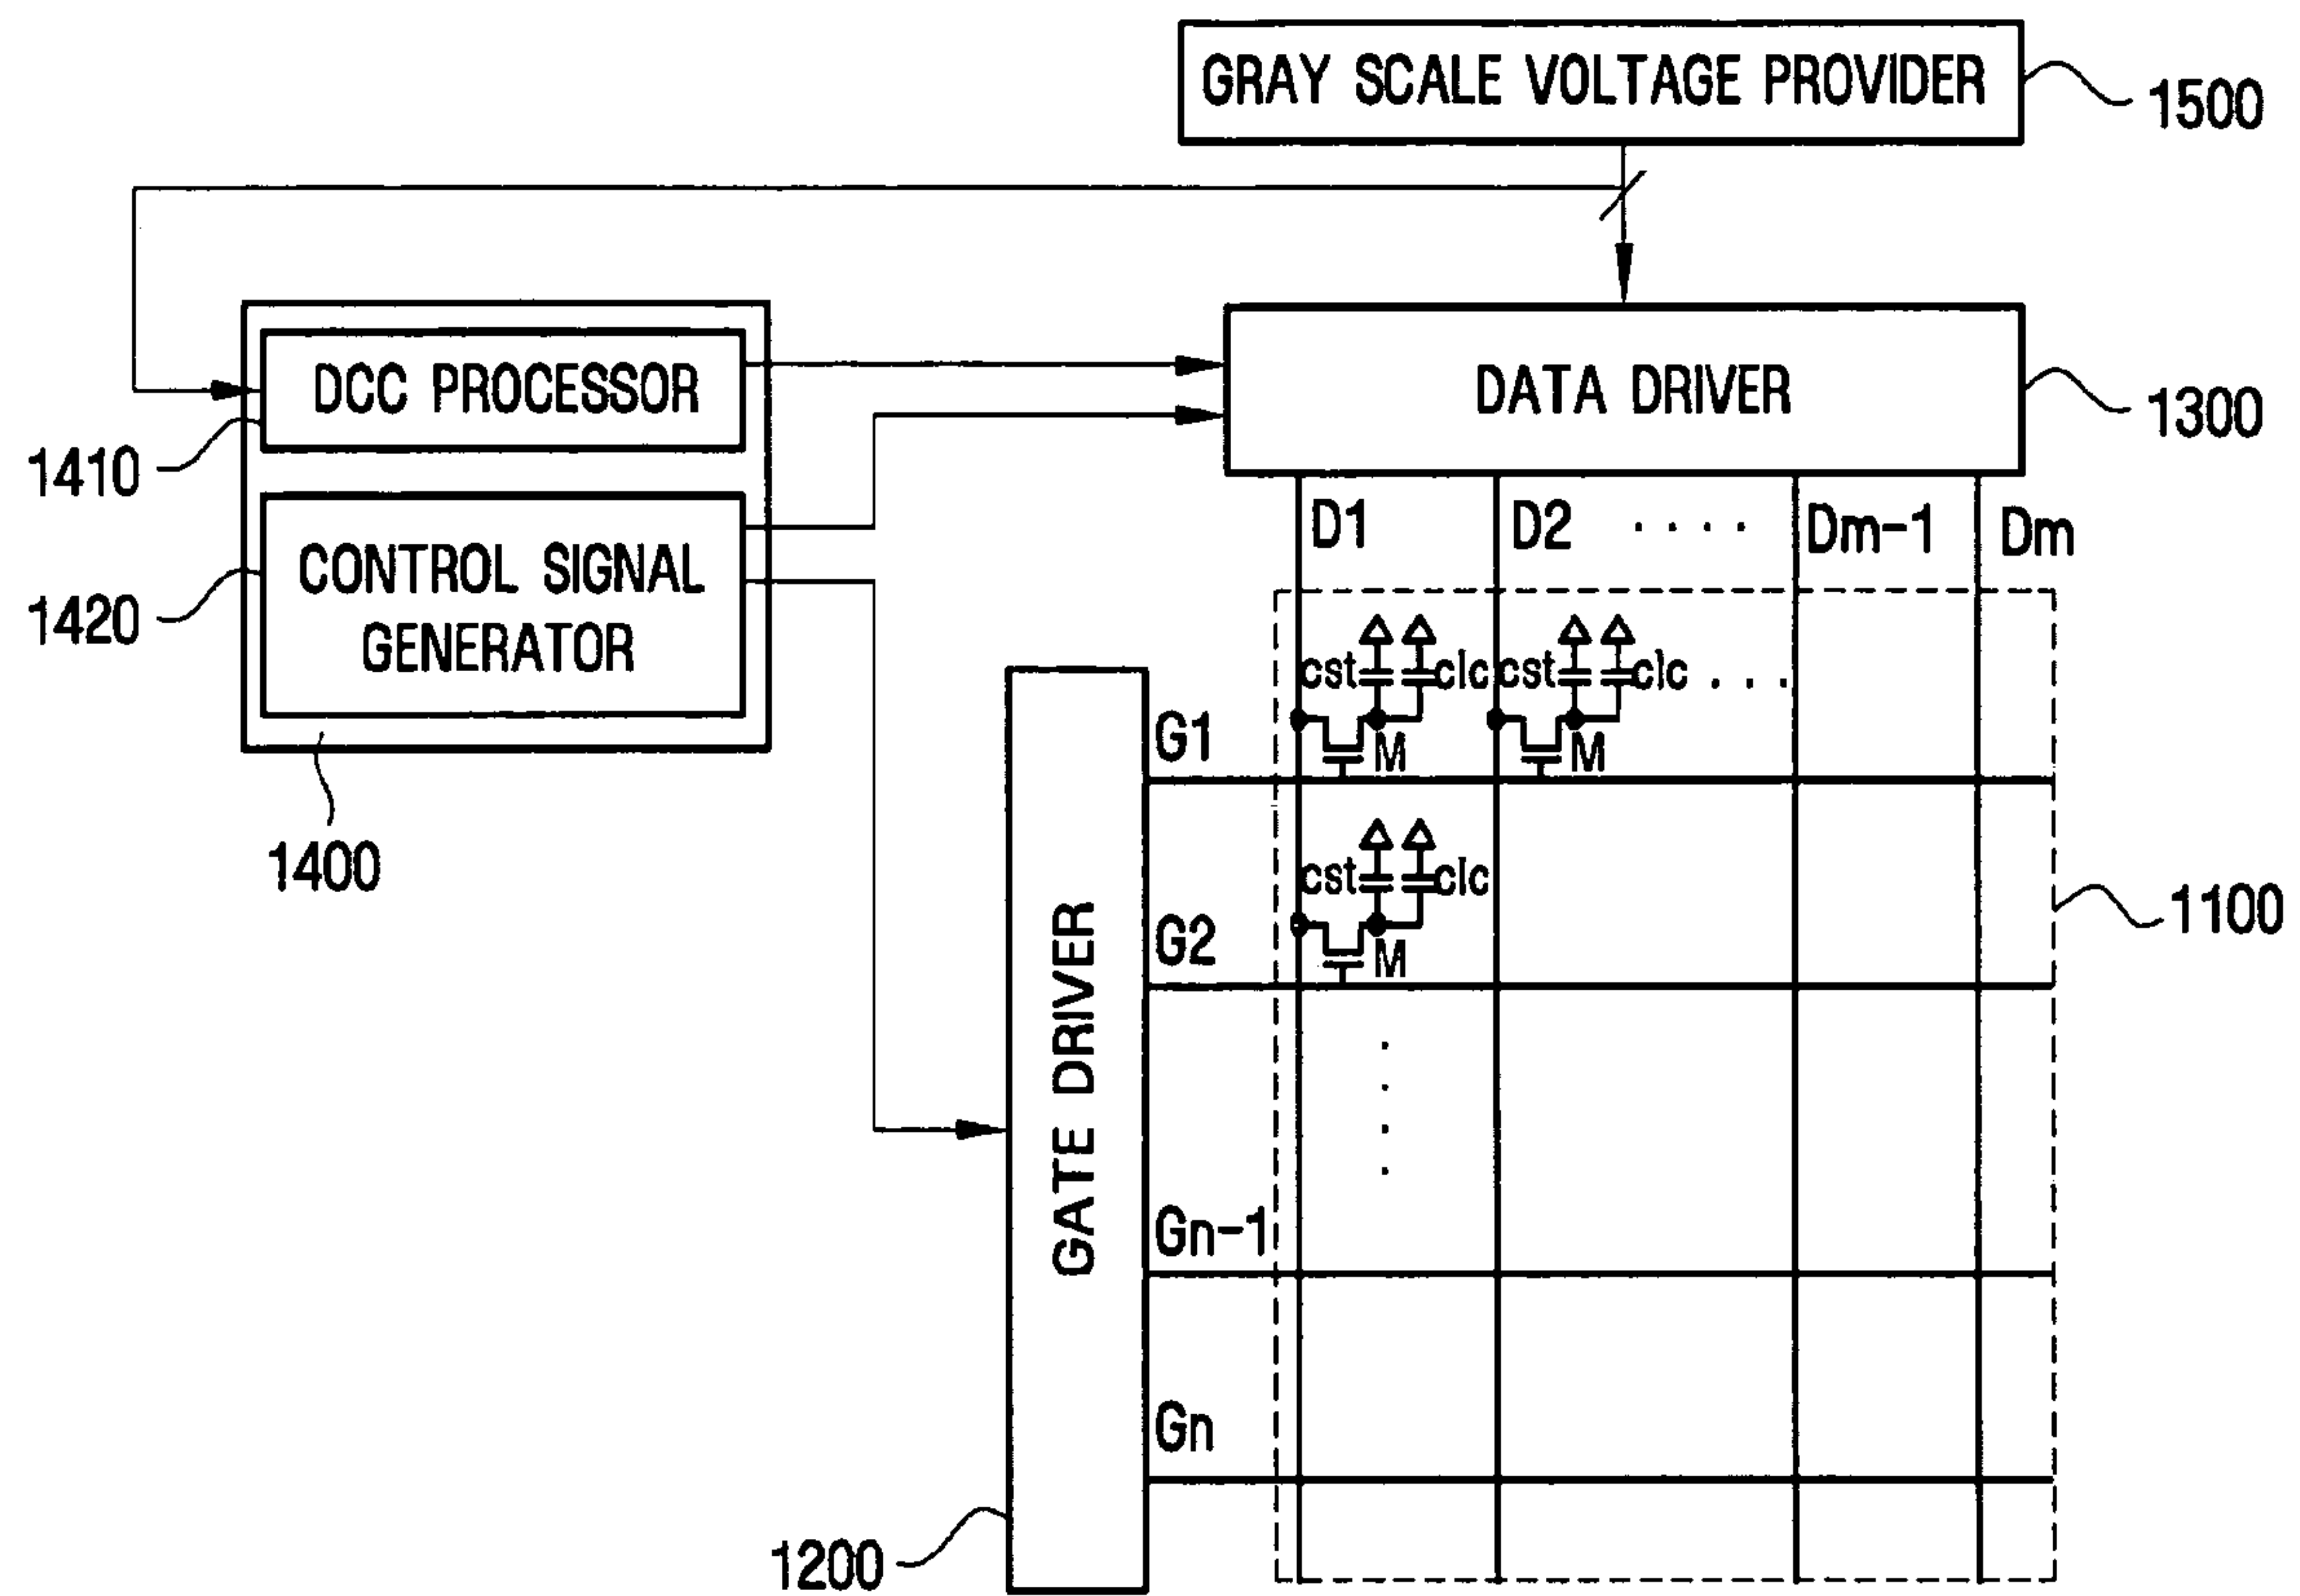 GRAY SCALE VOLTAGE PROVIDER
1500
DCC PROCESSOR
DATA DRIVER
1410
1300
D1 D2 .... Dm-1 Dm
CONTROL SIGNAL
GENERATOR
1420
cst clc cst clc ...
G1 M M
1400
cst clc
1100
G2 M
GATE DRIVER
Gn-1
Gn
1200